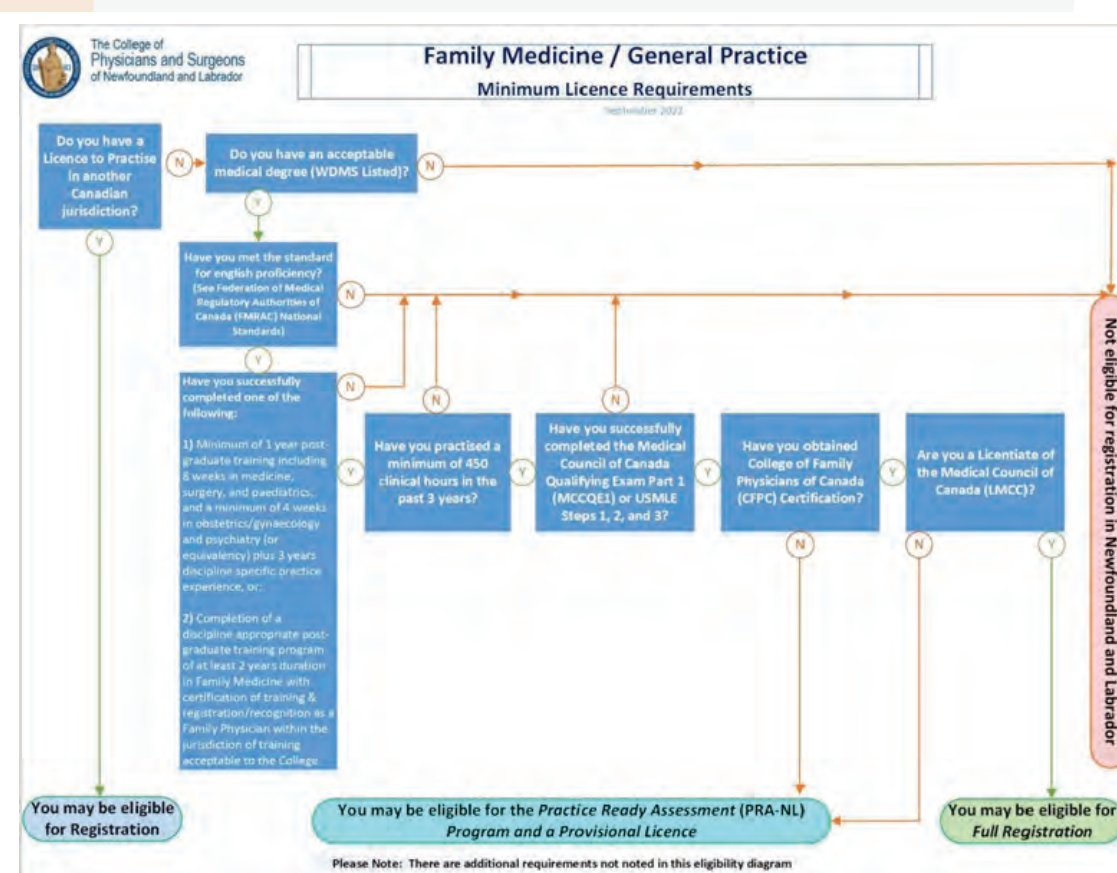 The College of
Physicians and Surgeons
of Newfoundland and Labrador
Family Medicine / General Practice
Minimum Licence Requirements
September 2022
Do you have a
Licence to Practise
in another
Canadian
jurisdiction?
N
Do you have an acceptable
medical degree (WDMS Listed)?
N
Y
Y
Have you met the standard
for english proficiency?
(See Federation of Medical
Regulatory Authorities of
Canada (FMRAC) National
Standards)
N
Y
Have you successfully
completed one of the
following:
1) Minimum of 1 year post-
graduate training including
8 weeks in medicine,
surgery, and paediatrics,
and a minimum of 4 weeks
in obstetrics/gynaecology
and psychiatry (or
equivalency) plus 3 years
discipline specific practice
experience, or;
2) Completion of a
discipline appropriate post-
graduate training program
of at least 2 years duration
in Family Medicine with
certification of training &
registration/recognition as a
Family Physician within the
jurisdiction of training
acceptable to the College
N
Y
N
Have you practised a
minimum of 450
clinical hours in the
past 3 years?
Y
N
Have you successfully
completed the Medical
Council of Canada
Qualifying Exam Part 1
(MCCQE1) or USMLE
Steps 1, 2, and 3?
Y
Have you obtained
College of Family
Physicians of Canada
(CFPC) Certification?
Y
N
Are you a Licentiate of
the Medical Council of
Canada (LMCC)?
N
Y
Not eligible for registration in Newfoundland and Labrador
You may be eligible
for Registration
You may be eligible for the Practice Ready Assessment (PRA-NL)
Program and a Provisional Licence
You may be eligible for
Full Registration
Please Note: There are additional requirements not noted in this eligibility diagram